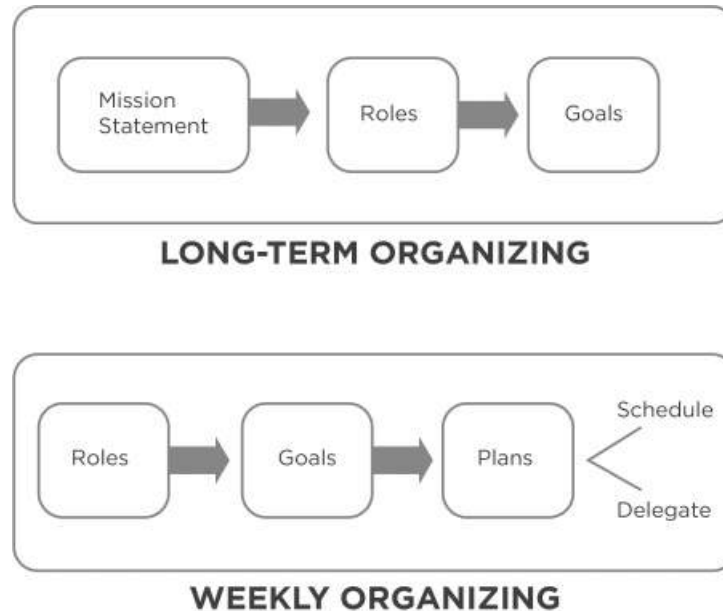 Mission
Statement
Roles
Goals
LONG-TERM ORGANIZING
Schedule
Roles
Goals
Plans
Delegate
WEEKLY ORGANIZING